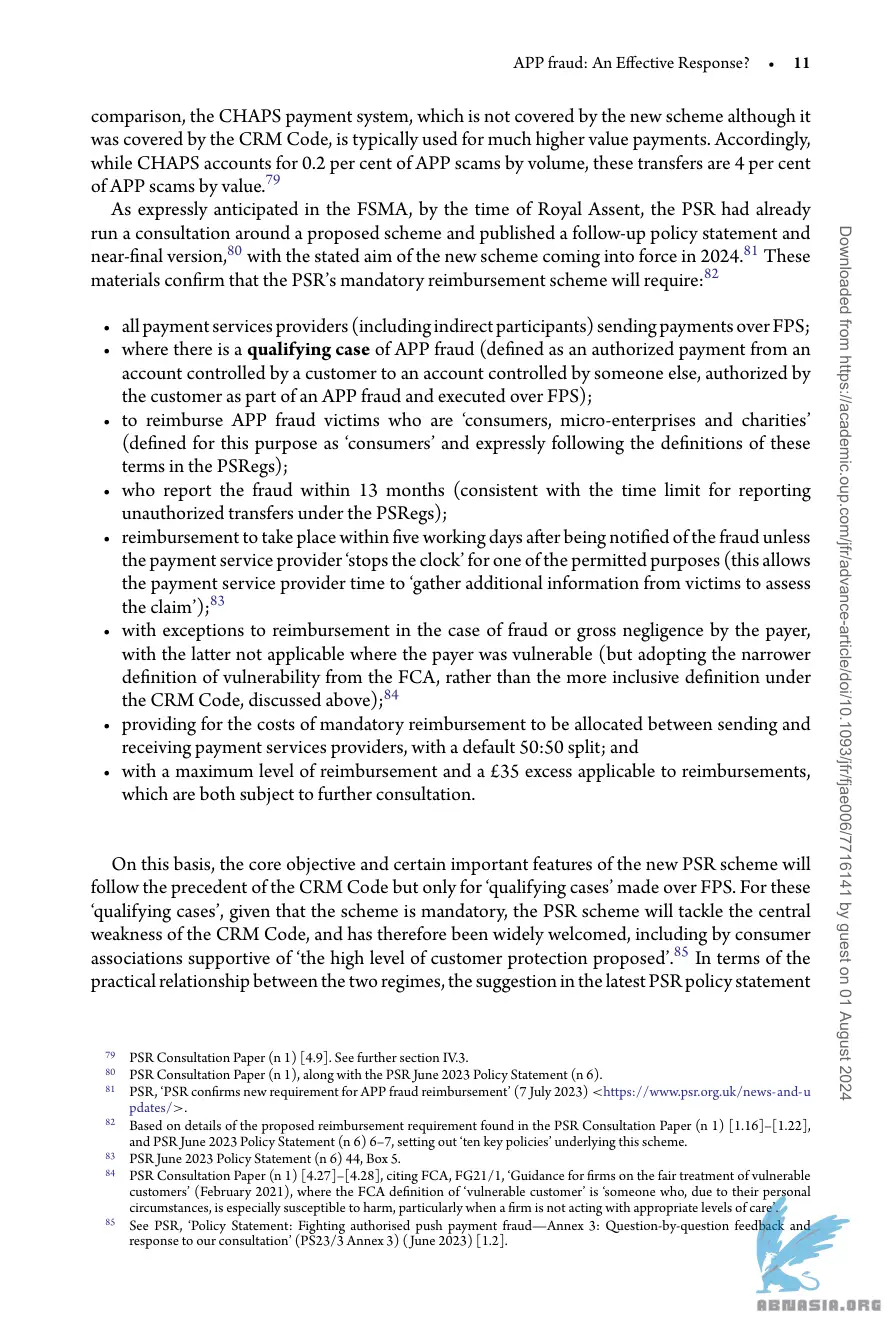 APP fraud: An Effective Response? • 11
comparison, the CHAPS payment system, which is not covered by the new scheme although it
was covered by the CRM Code, is typically used for much higher value payments. Accordingly,
while CHAPS accounts for 0.2 per cent of APP scams by volume, these transfers are 4 per cent
of APP scams by value.79
As expressly anticipated in the FSMA, by the time of Royal Assent, the PSR had already
run a consultation around a proposed scheme and published a follow-up policy statement and
near-final version,80 with the stated aim of the new scheme coming into force in 2024.81 These
materials confirm that the PSR's mandatory reimbursement scheme will require:82
• all payment services providers (including indirect participants) sending payments over FPS;
• where there is a qualifying case of APP fraud (defined as an authorized payment from an
account controlled by a customer to an account controlled by someone else, authorized by
the customer as part of an APP fraud and executed over FPS);
• to reimburse APP fraud victims who are 'consumers, micro-enterprises and charities'
(defined for this purpose as 'consumers' and expressly following the definitions of these
terms in the PSRegs);
• who report the fraud within 13 months (consistent with the time limit for reporting
unauthorized transfers under the PSRegs);
• reimbursement to take place within five working days after being notified of the fraud unless
the payment service provider 'stops the clock' for one of the permitted purposes (this allows
the payment service provider time to 'gather additional information from victims to assess
the claim');83
• with exceptions to reimbursement in the case of fraud or gross negligence by the payer,
with the latter not applicable where the payer was vulnerable (but adopting the narrower
definition of vulnerability from the FCA, rather than the more inclusive definition under
the CRM Code, discussed above);84
• providing for the costs of mandatory reimbursement to be allocated between sending and
receiving payment services providers, with a default 50:50 split; and
• with a maximum level of reimbursement and a £35 excess applicable to reimbursements,
which are both subject to further consultation.
On this basis, the core objective and certain important features of the new PSR scheme will
follow the precedent of the CRM Code but only for 'qualifying cases' made over FPS. For these
'qualifying cases', given that the scheme is mandatory, the PSR scheme will tackle the central
weakness of the CRM Code, and has therefore been widely welcomed, including by consumer
associations supportive of 'the high level of customer protection proposed'.85 In terms of the
practical relationship between the two regimes, the suggestion in the latest PSR policy statement
79 PSR Consultation Paper (n 1) [4.9]. See further section IV.3.
80 PSR Consultation Paper (n 1), along with the PSR June 2023 Policy Statement (n 6).
81 PSR, 'PSR confirms new requirement for APP fraud reimbursement' (7 July 2023) <https://www.psr.org.uk/news-and-u
pdates/>.
82 Based on details of the proposed reimbursement requirement found in the PSR Consultation Paper (n 1) [1.16]–[1.22],
and PSR June 2023 Policy Statement (n 6) 6–7, setting out 'ten key policies' underlying this scheme.
83 PSR June 2023 Policy Statement (n 6) 44, Box 5.
84 PSR Consultation Paper (n 1) [4.27]–[4.28], citing FCA, FG21/1, 'Guidance for firms on the fair treatment of vulnerable
customers' (February 2021), where the FCA definition of 'vulnerable customer' is 'someone who, due to their personal
circumstances, is especially susceptible to harm, particularly when a firm is not acting with appropriate levels of care'.
85 See PSR, 'Policy Statement: Fighting authorised push payment fraud—Annex 3: Question-by-question feedback and
response to our consultation' (PS23/3 Annex 3) (June 2023) [1.2].
Downloaded from https://academic.oup.com/jfr/advance-article/doi/10.1093/jfr/fjae006/7716141 by guest on 01 August 2024
ABNASIA.ORG